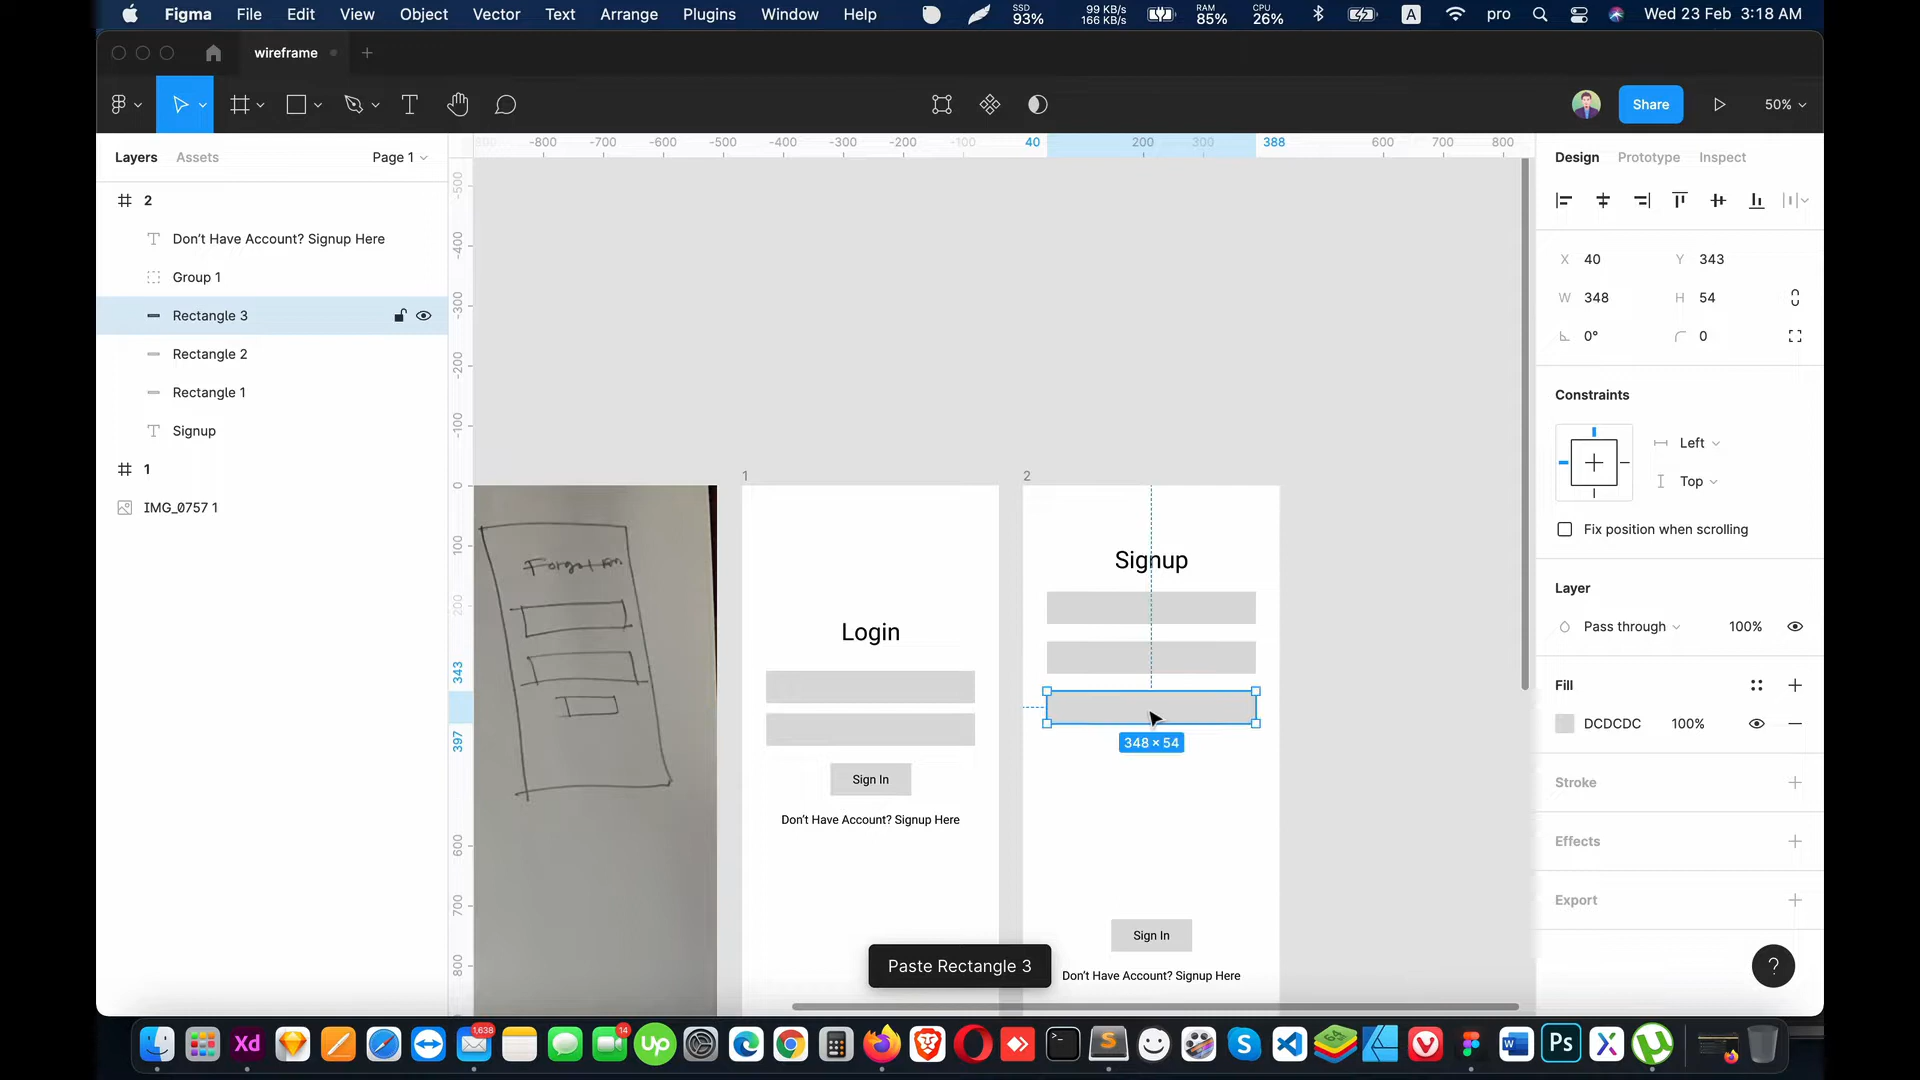 Figma File Edit View Object Vector Text Arrange Plugins Window Help SSD 93% 99 KB/s 166 KB/s RAM 85% CPU 26% A pro Wed 23 Feb 3:18 AM
wireframe
Share 50%
Layers Assets Page 1
-800 -700 -600 -500 -400 -300 -200 -100 40 200 300 388 600 700 800
Design Prototype Inspect
2
Don’t Have Account? Signup Here
Group 1
Rectangle 3
Rectangle 2
Rectangle 1
Signup
1
IMG_0757 1
-500
-400
-300
-200
-100
0
100
200
343
397
600
700
800
1
2
Forgot
Login
Sign In
Don’t Have Account? Signup Here
Signup
348 × 54
Sign In
Don’t Have Account? Signup Here
Paste Rectangle 3
X 40 Y 343
W 348 H 54
0° 0
Constraints
Left
Top
Fix position when scrolling
Layer
Pass through 100%
Fill
DCDCDC 100%
Stroke
Effects
Export
?
Xd 1,638 14 Up S W Ps X